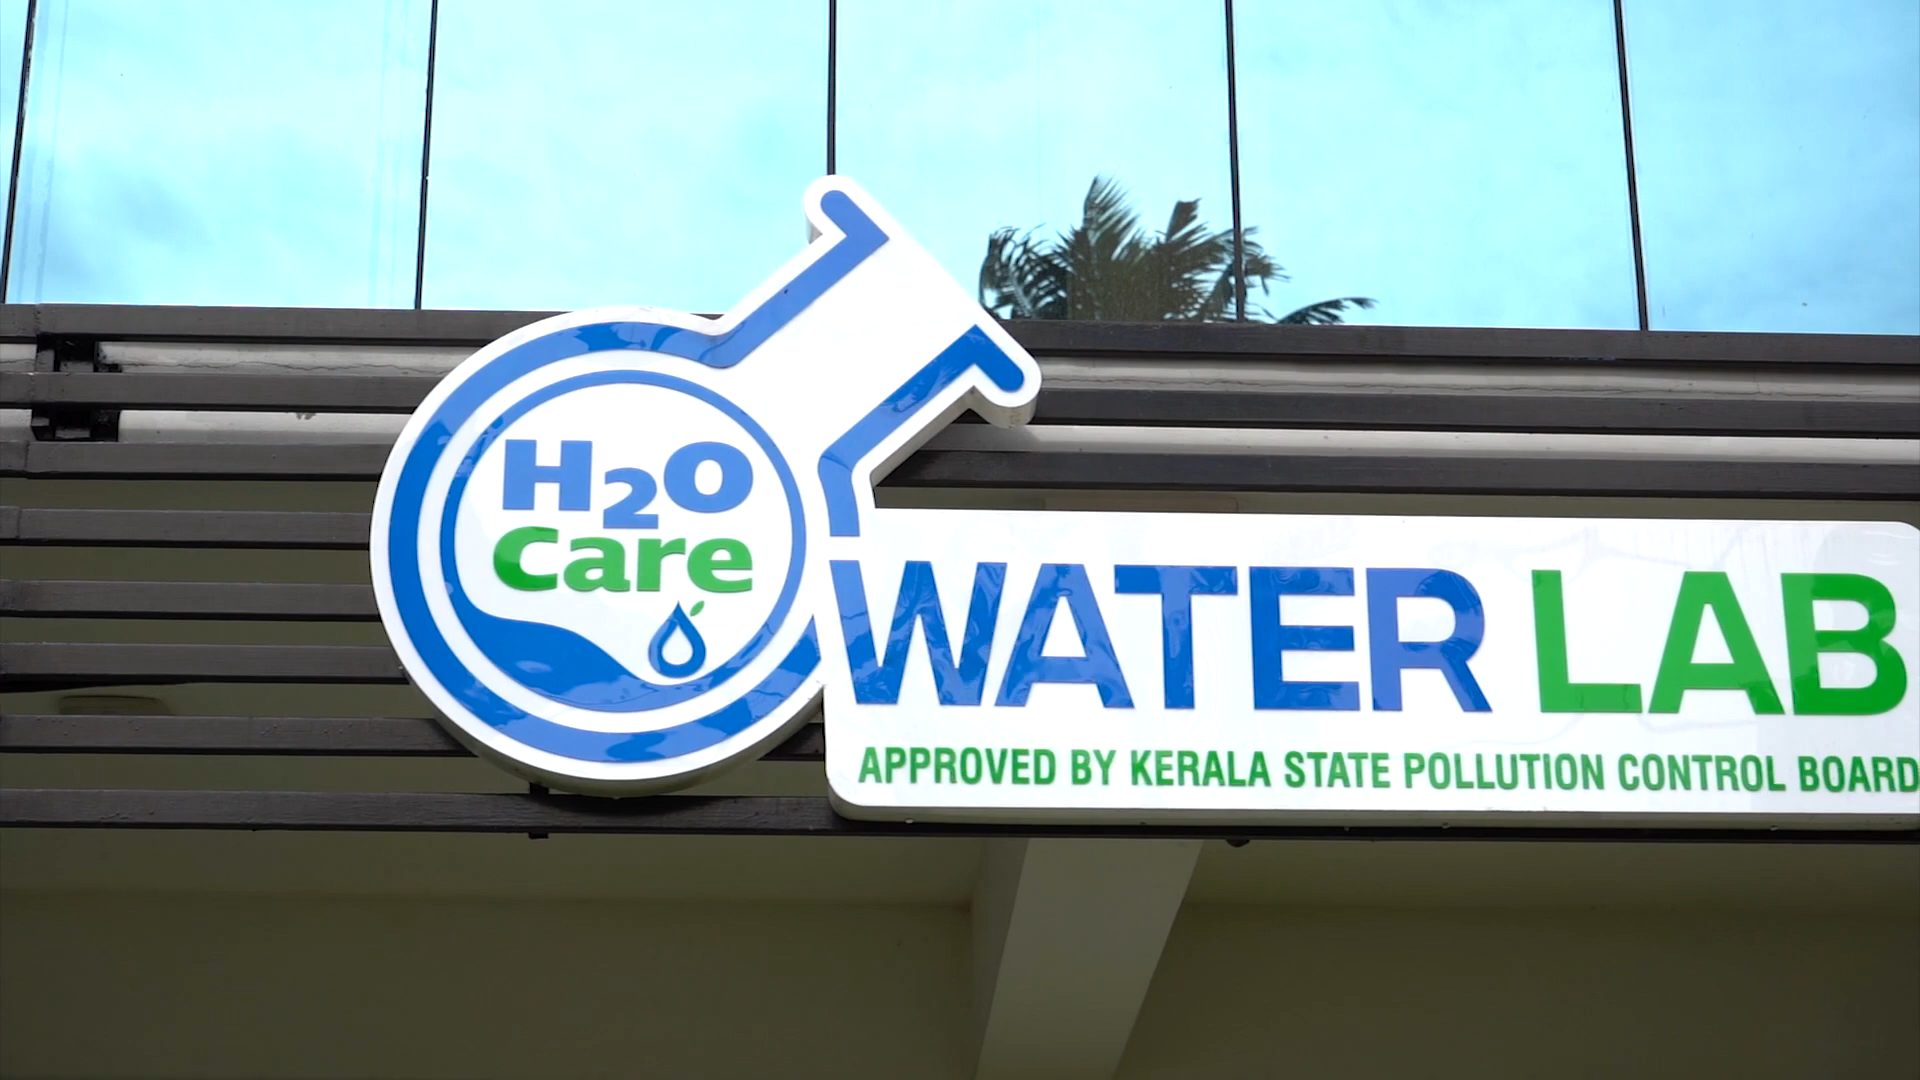 H2O
Care
WATER LAB
APPROVED BY KERALA STATE POLLUTION CONTROL BOARD